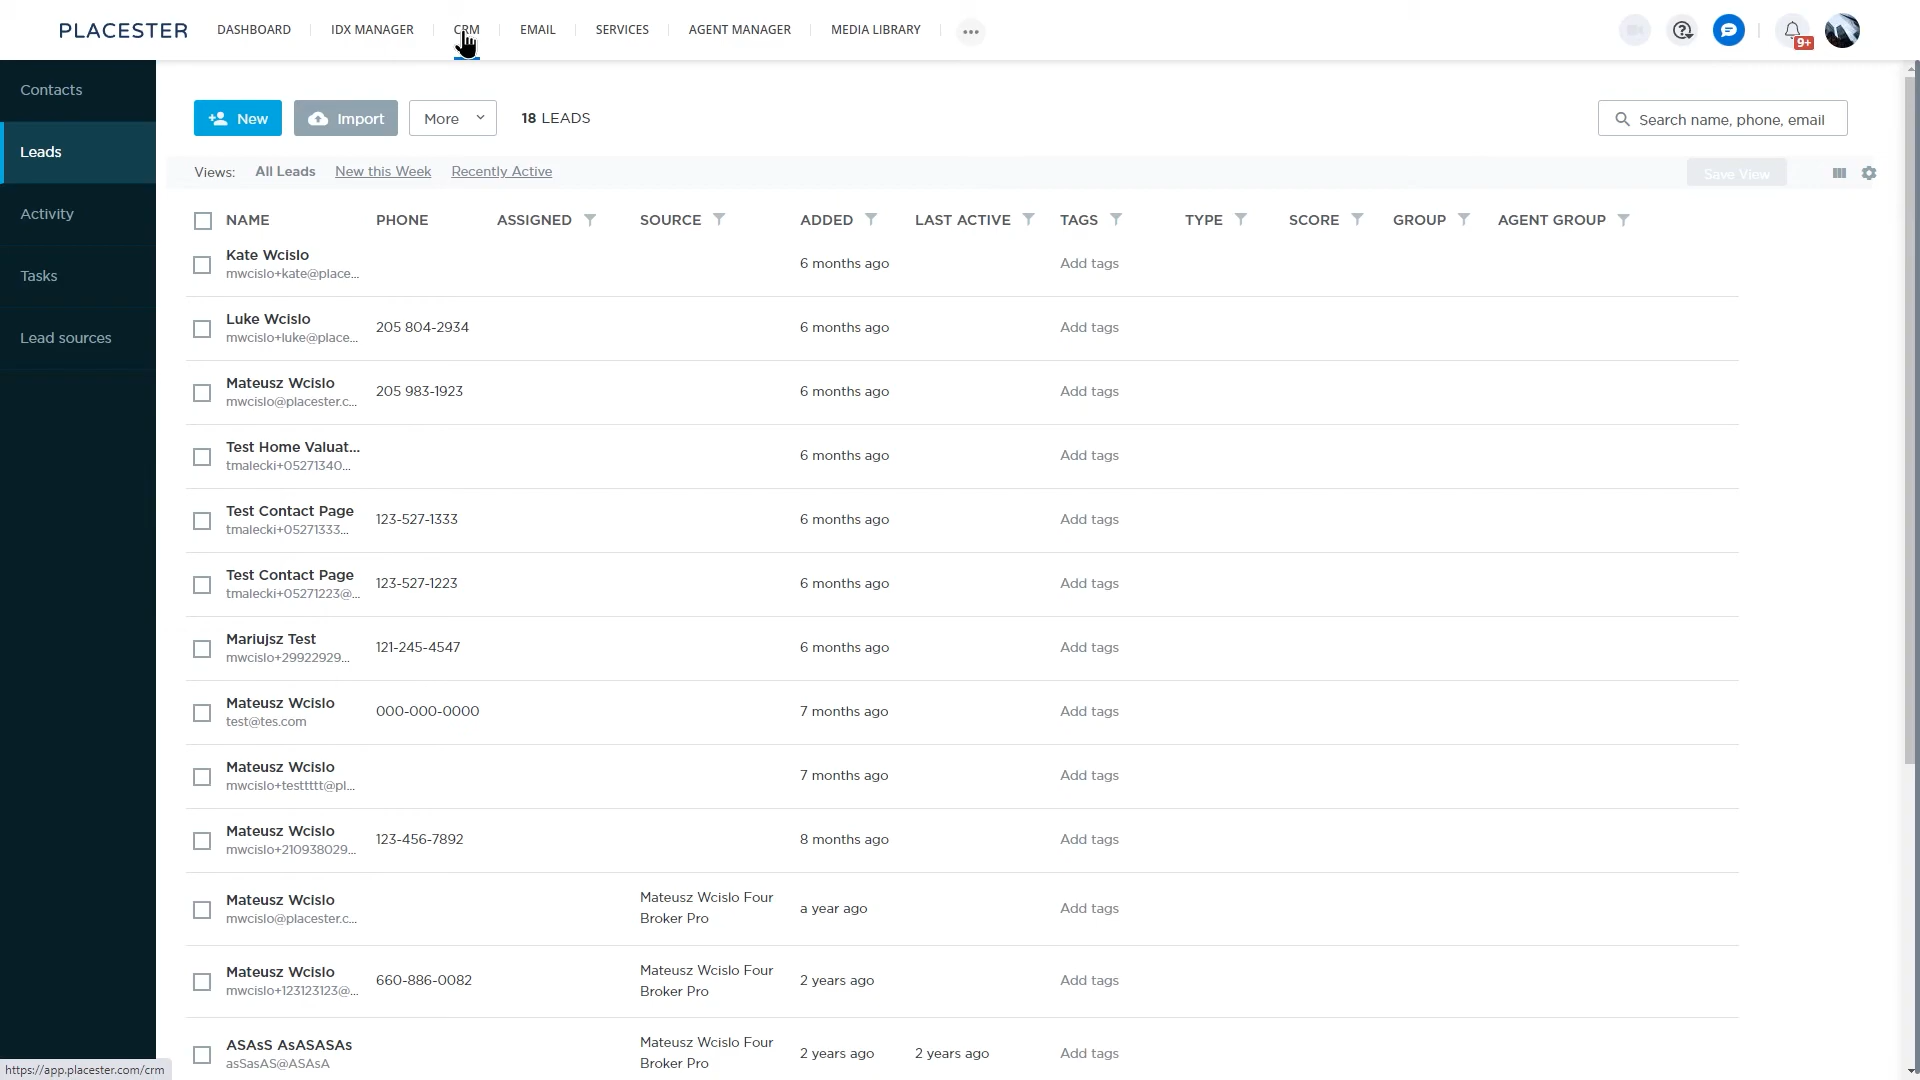 PLACESTER DASHBOARD IDX MANAGER CRM EMAIL SERVICES AGENT MANAGER MEDIA LIBRARY 9+
Contacts
Leads
Activity
Tasks
Lead sources
New Import More 18 LEADS Search name, phone, email
Views: All Leads New this Week Recently Active Save View
NAME PHONE ASSIGNED SOURCE ADDED LAST ACTIVE TAGS TYPE SCORE GROUP AGENT GROUP
Kate Wcislo
mwcislo+kate@place... 6 months ago Add tags
Luke Wcislo
mwcislo+luke@place... 205 804-2934 6 months ago Add tags
Mateusz Wcislo
mwcislo@placester.c... 205 983-1923 6 months ago Add tags
Test Home Valuat...
tmalecki+05271340... 6 months ago Add tags
Test Contact Page
tmalecki+05271333... 123-527-1333 6 months ago Add tags
Test Contact Page
tmalecki+05271223@... 123-527-1223 6 months ago Add tags
Mariujsz Test
mwcislo+29922929... 121-245-4547 6 months ago Add tags
Mateusz Wcislo
test@tes.com 000-000-0000 7 months ago Add tags
Mateusz Wcislo
mwcislo+testtttt@pl... 7 months ago Add tags
Mateusz Wcislo
mwcislo+210938029... 123-456-7892 8 months ago Add tags
Mateusz Wcislo
mwcislo@placester.c... Mateusz Wcislo Four
Broker Pro a year ago Add tags
Mateusz Wcislo
mwcislo+123123123@... 660-886-0082 Mateusz Wcislo Four
Broker Pro 2 years ago Add tags
ASAsS AsASASAs
asSasAS@ASAsA Mateusz Wcislo Four
Broker Pro 2 years ago 2 years ago Add tags
https://app.placester.com/crm